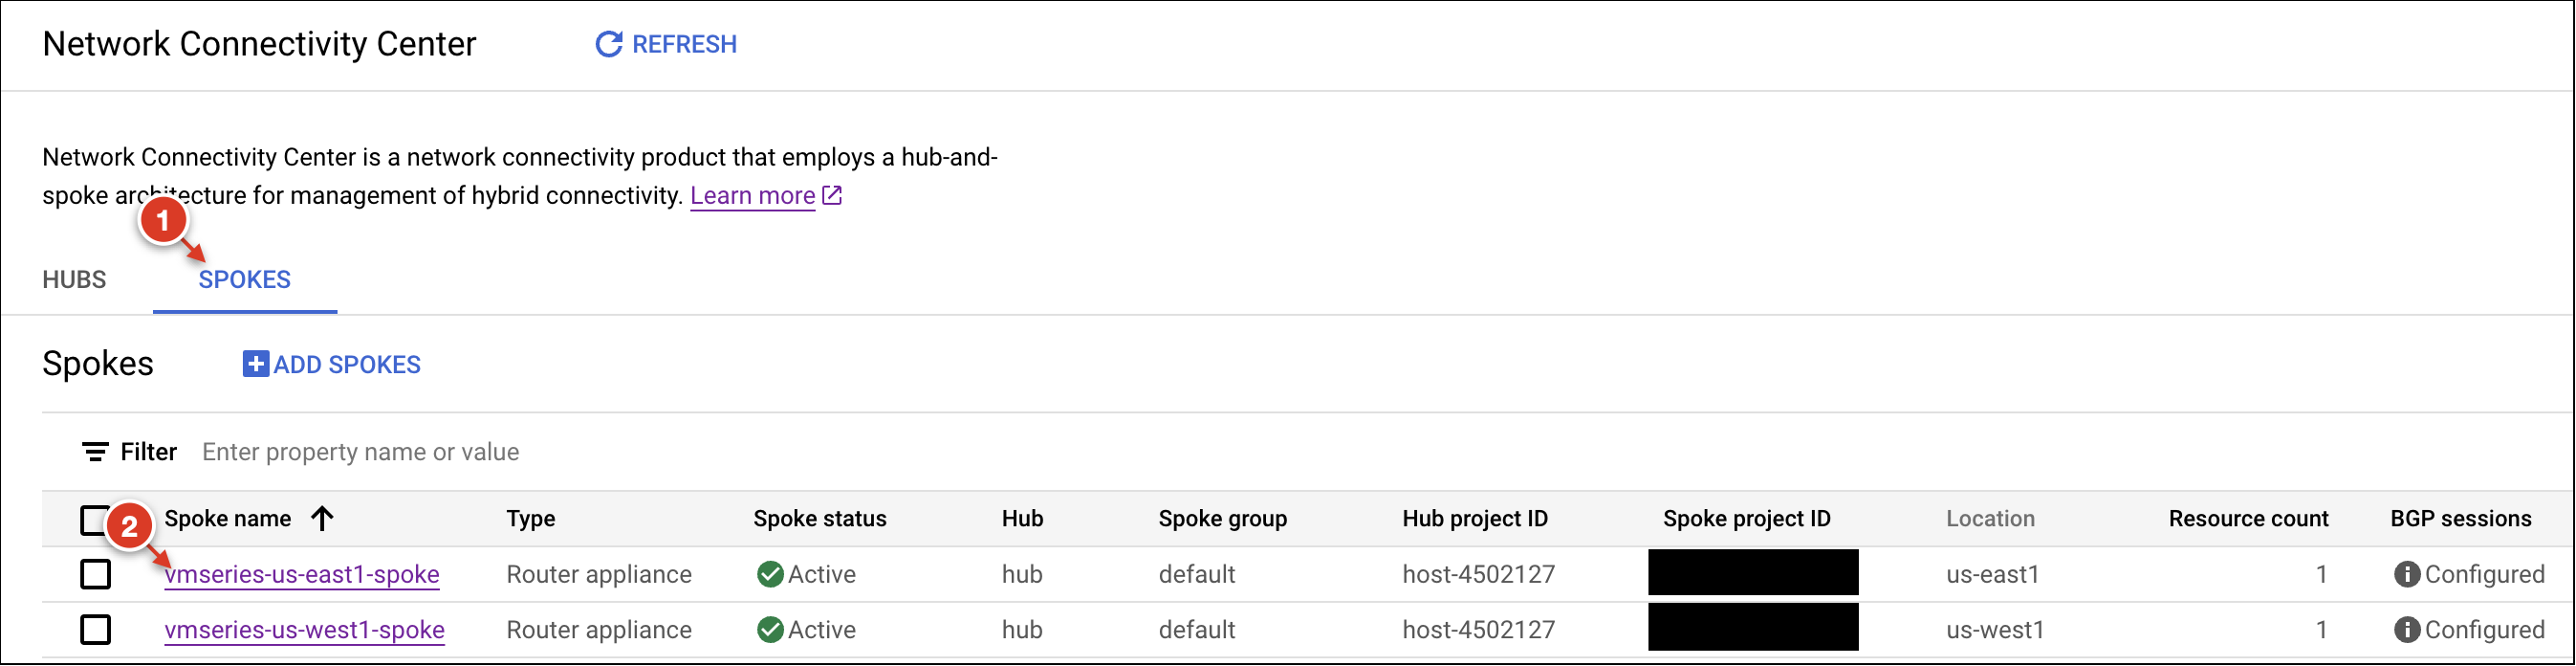 Network Connectivity Center REFRESH
Network Connectivity Center is a network connectivity product that employs a hub-and-
spoke architecture for management of hybrid connectivity. Learn more
1
HUBS SPOKES
Spokes ADD SPOKES
Filter Enter property name or value
2 Spoke name Type Spoke status Hub Spoke group Hub project ID Spoke project ID Location Resource count BGP sessions
vmseries-us-east1-spoke Router appliance Active hub default host-4502127 us-east1 1 Configured
vmseries-us-west1-spoke Router appliance Active hub default host-4502127 us-west1 1 Configured